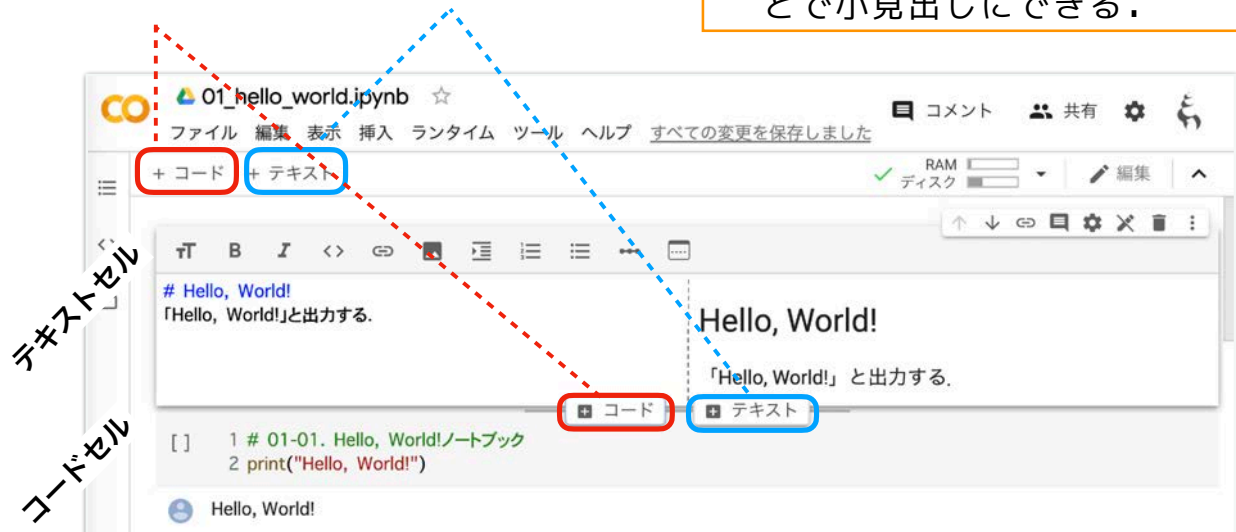 どで小見出しにできる.
CO 01_hello_world.ipynb
コメント 共有
ファイル 編集 表示 挿入 ランタイム ツール ヘルプ すべての変更を保存しました
+ コード + テキスト
RAM
ディスク
編集
テキストセル
B I <>
# Hello, World!
「Hello, World!」と出力する.
Hello, World!
「Hello, World!」と出力する.
コード テキスト
コードセル
[ ] 1 # 01-01. Hello, World!ノートブック
2 print("Hello, World!")
Hello, World!